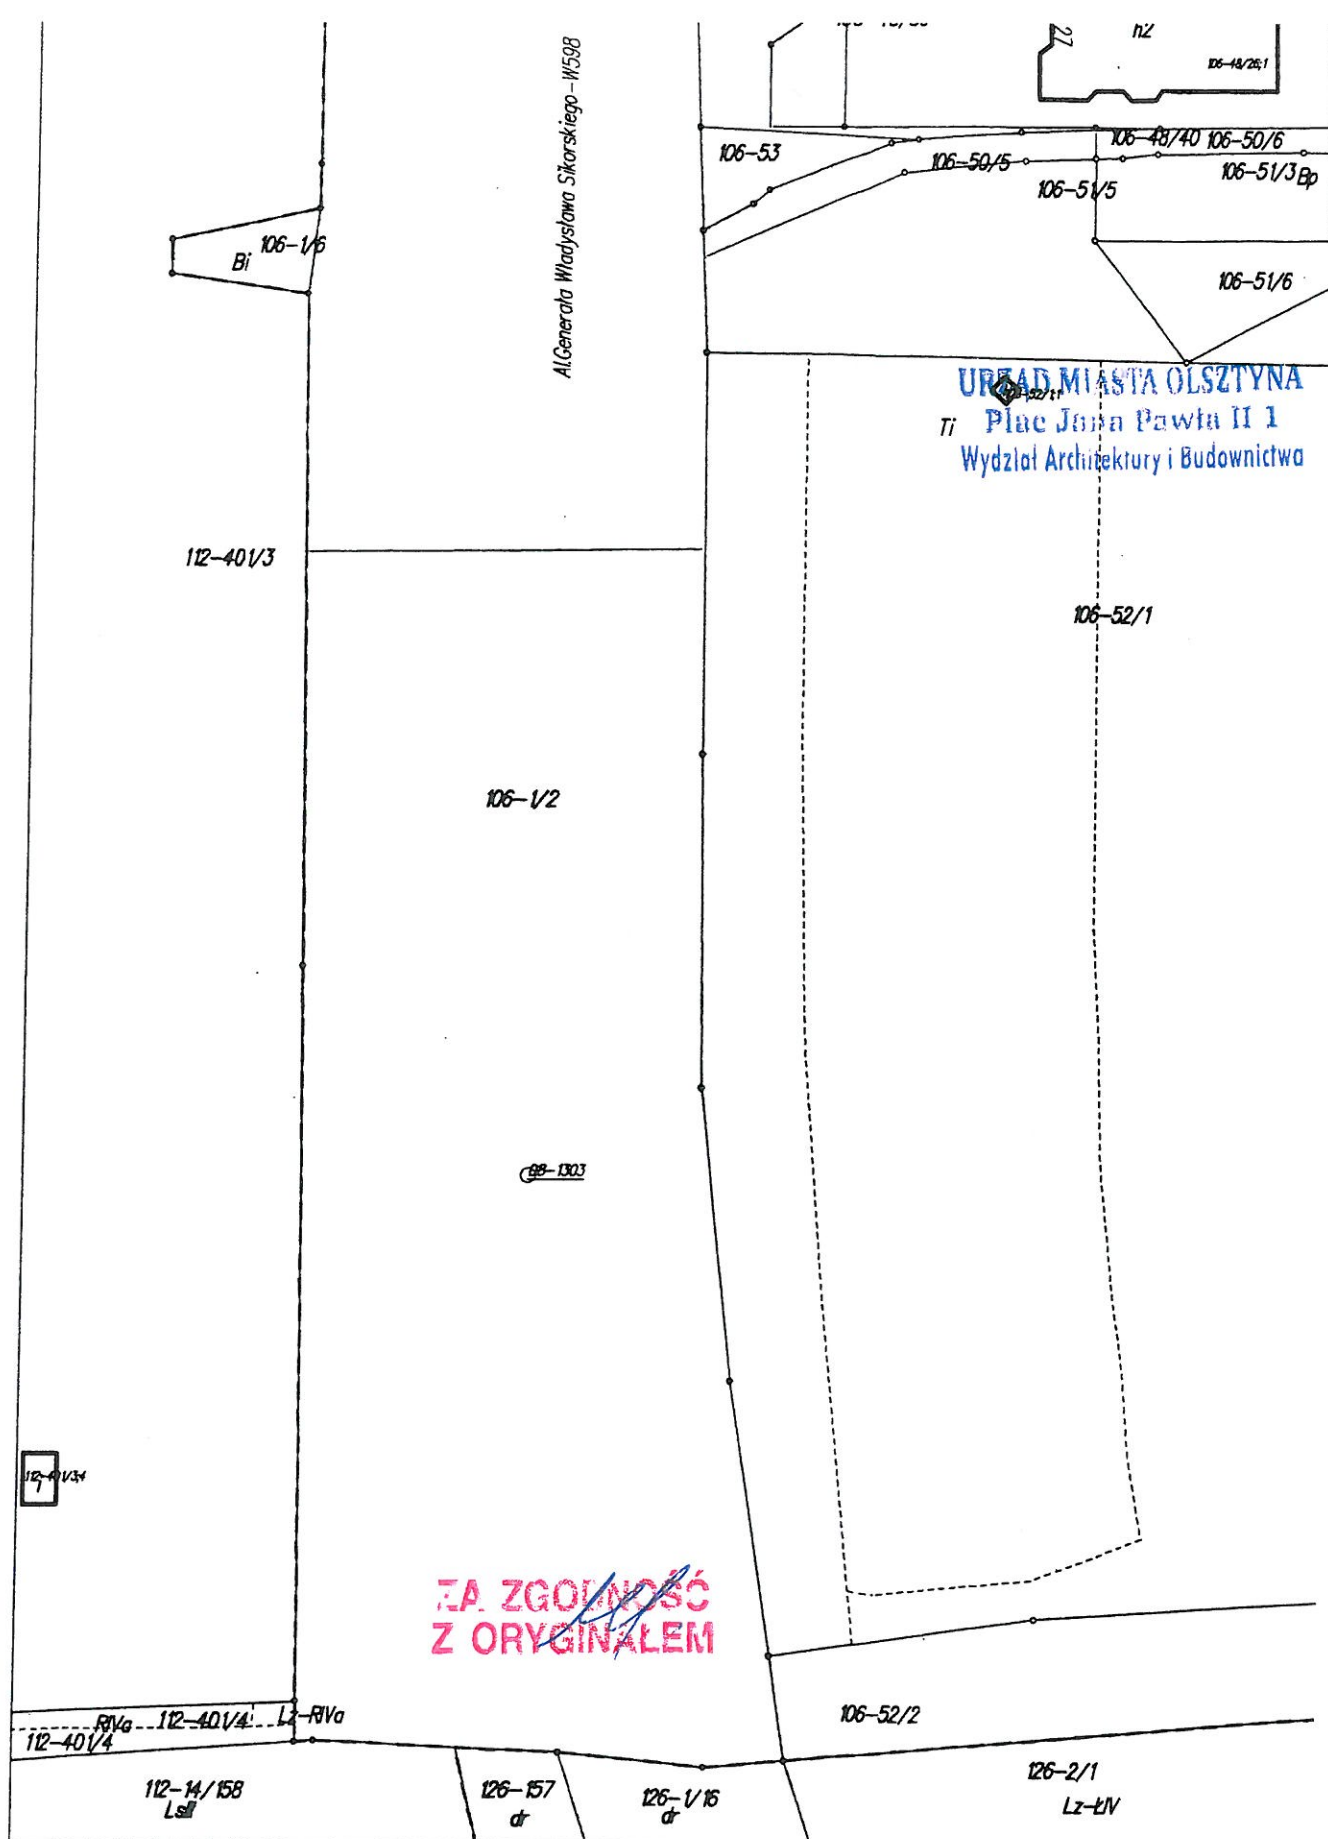 27
h2
106-48/26;1
Al.Generała Władysława Sikorskiego-W598
106-53
106-50/5
106-48/40
106-50/6
106-51/5
106-51/3
Bp
106-1/6
Bi
106-51/6
URZĄD MIASTA OLSZTYNA
Ti
Plac Jana Pawła II 1
Wydział Architektury i Budownictwa
112-401/3
106-52/1
106-1/2
1303
ZA ZGODNOŚĆ
Z ORYGINAŁEM
RIVa
112-401/4
Lz-RIVa
112-401/4
106-52/2
112-14/158
126-157
dr
126-1/16
dr
126-2/1
Lz-ŁIV